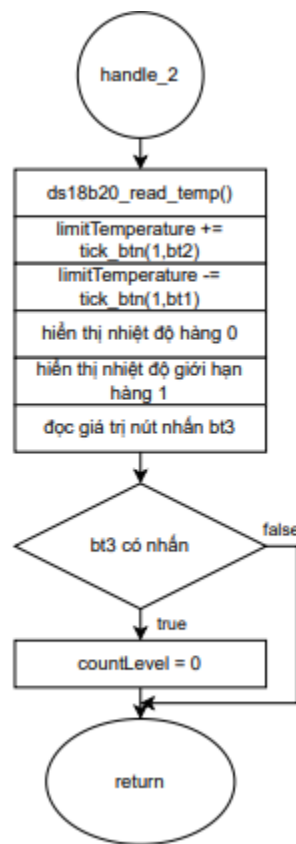 handle_2
ds18b20_read_temp()
limitTemperature +=
tick_btn(1,bt2)
limitTemperature -=
tick_btn(1,bt1)
hiển thị nhiệt độ hàng 0
hiển thị nhiệt độ giới hạn
hàng 1
đọc giá trị nút nhấn bt3
bt3 có nhấn
false
true
countLevel = 0
return